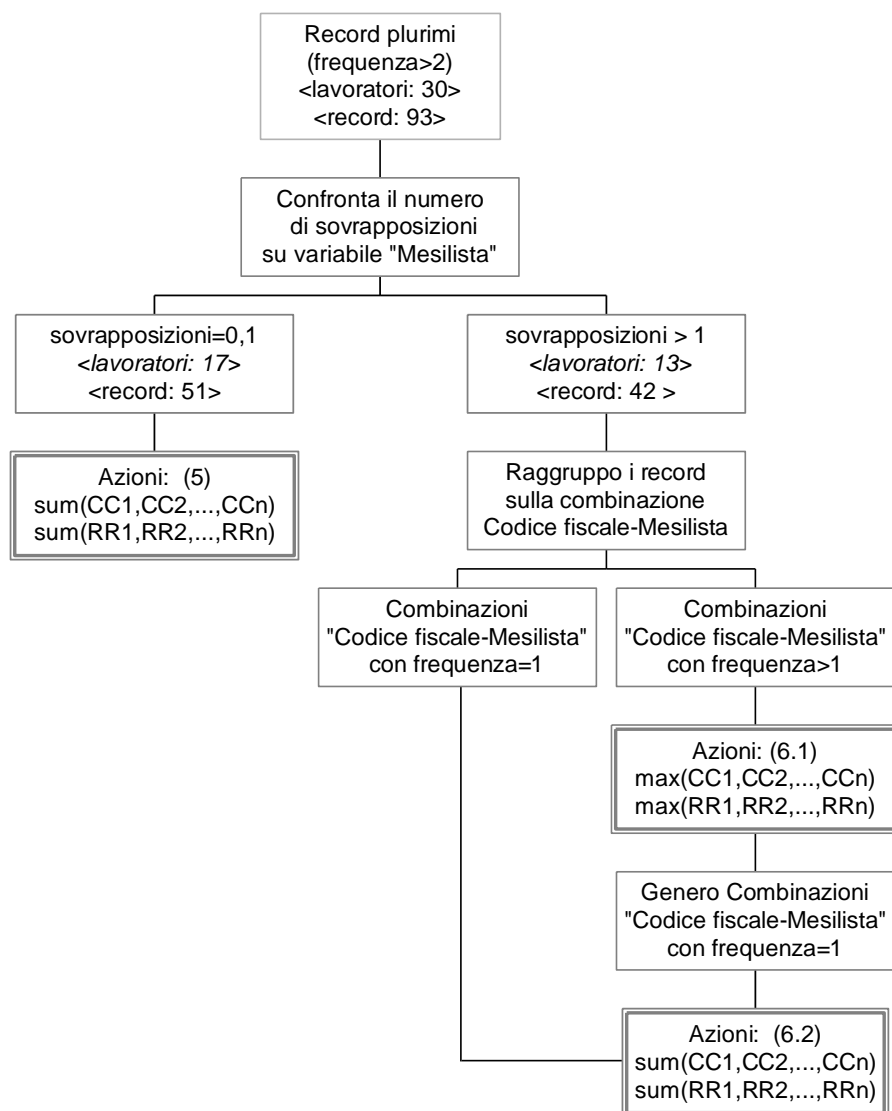 Record plurimi
(frequenza>2)
<lavoratori: 30>
<record: 93>
Confronta il numero
di sovrapposizioni
su variabile "Mesilista"
sovrapposizioni=0,1
<lavoratori: 17>
<record: 51>
sovrapposizioni > 1
<lavoratori: 13>
<record: 42 >
Azioni: (5)
sum(CC1,CC2,...,CCn)
sum(RR1,RR2,...,RRn)
Raggruppo i record
sulla combinazione
Codice fiscale-Mesilista
Combinazioni
"Codice fiscale-Mesilista"
con frequenza=1
Combinazioni
"Codice fiscale-Mesilista"
con frequenza>1
Azioni: (6.1)
max(CC1,CC2,...,CCn)
max(RR1,RR2,...,RRn)
Genero Combinazioni
"Codice fiscale-Mesilista"
con frequenza=1
Azioni: (6.2)
sum(CC1,CC2,...,CCn)
sum(RR1,RR2,...,RRn)